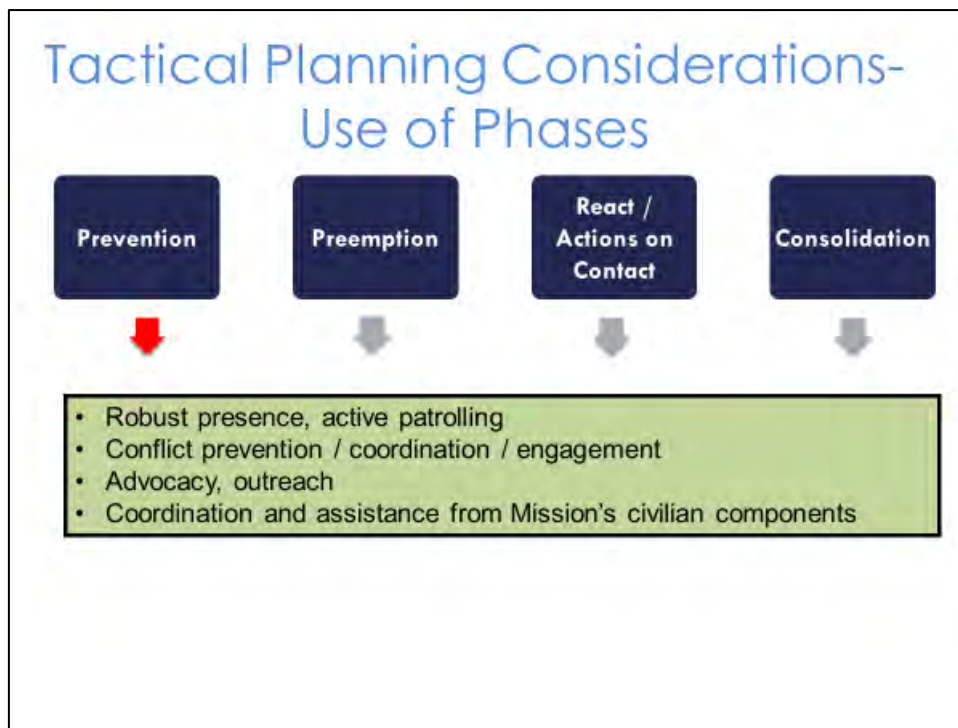 Tactical Planning Considerations-
Use of Phases
Prevention
Preemption
React /
Actions on
Contact
Consolidation
• Robust presence, active patrolling
• Conflict prevention / coordination / engagement
• Advocacy, outreach
• Coordination and assistance from Mission's civilian components